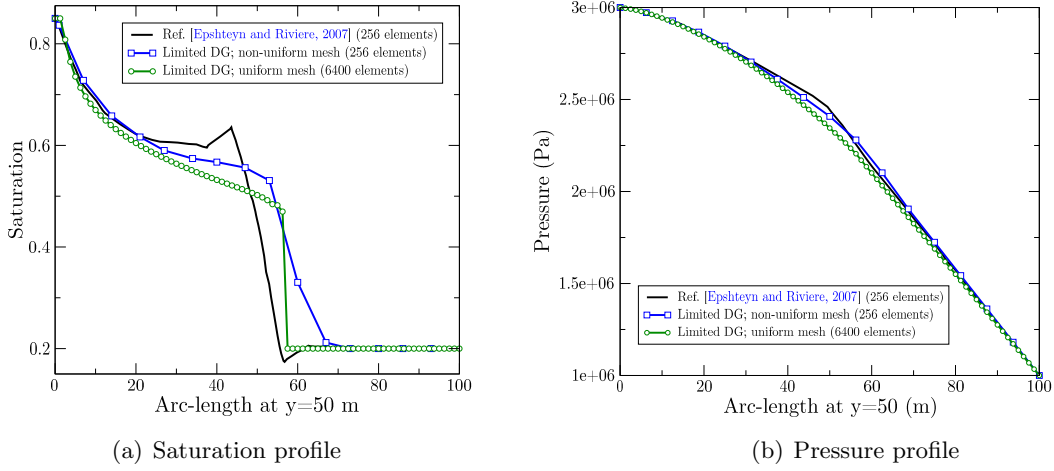 Saturation
0.8
0.6
0.4
0.2
0 20 40 60 80 100
Arc-length at y=50 m
Ref. [Epshteyn and Riviere, 2007] (256 elements)
Limited DG; non-uniform mesh (256 elements)
Limited DG; uniform mesh (6400 elements)
(a) Saturation profile
Pressure (Pa)
3e+06
2.5e+06
2e+06
1.5e+06
1e+06
0 20 40 60 80 100
Arc-length at y=50 (m)
Ref. [Epshteyn and Riviere, 2007] (256 elements)
Limited DG; non-uniform mesh (256 elements)
Limited DG; uniform mesh (6400 elements)
(b) Pressure profile